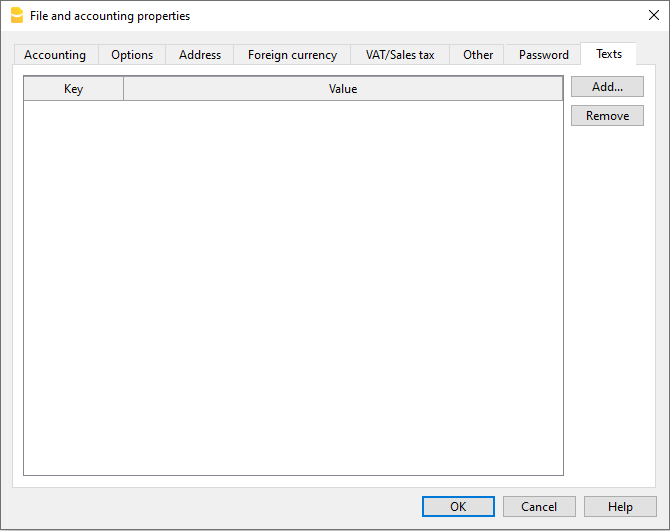 File and accounting properties
Accounting Options Address Foreign currency VAT/Sales tax Other Password Texts
Key Value Add...
Remove
OK Cancel Help